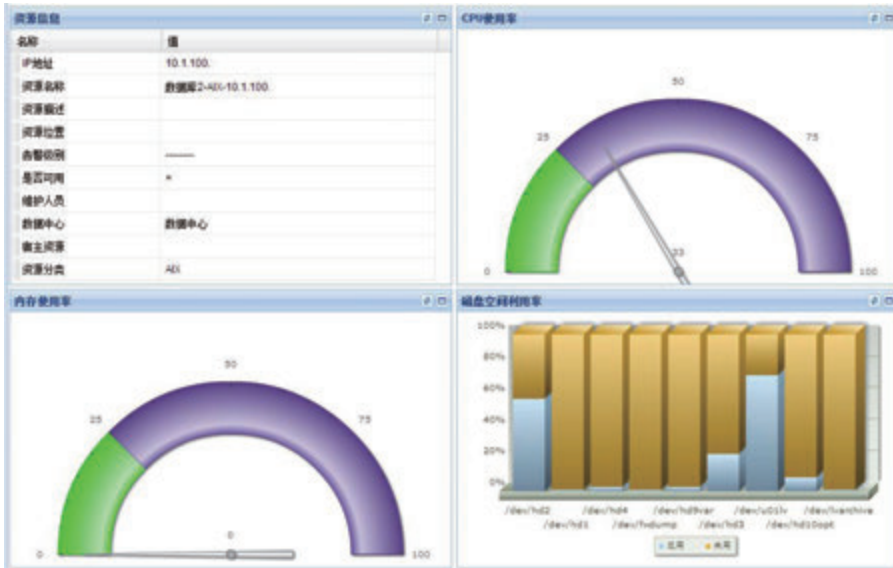 资源信息
名称 值
IP地址 10.1.100.
资源名称 数据库2-AIX-10.1.100.
资源描述
资源位置
告警级别 ——
是否可用
维护人员
数据中心 数据中心
宿主资源
资源分类 AIX
CPU使用率
0
25
50
75
100
33
内存使用率
0
25
50
75
100
0
磁盘空间利用率
100%
80%
60%
40%
20%
0%
/dev/hd2 /dev/hd4 /dev/hd9var /dev/u01lv /dev/lvarchive
/dev/hd1 /dev/fwdump /dev/hd3 /dev/hd10opt
已用 未用